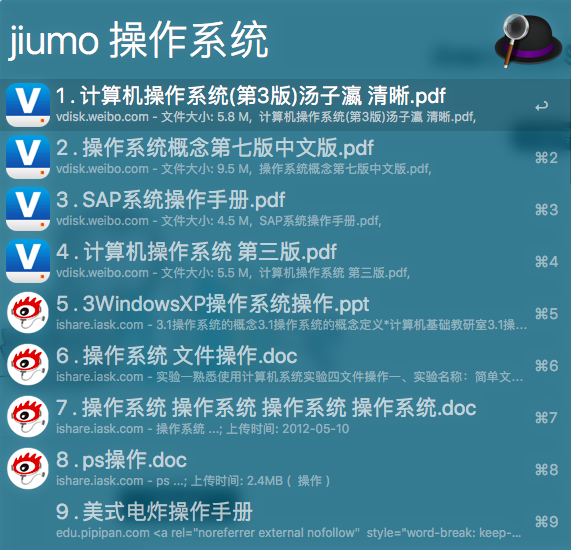 jiumo 操作系统
1 . 计算机操作系统(第3版)汤子瀛 清晰.pdf
vdisk.weibo.com - 文件大小: 5.8 M, 计算机操作系统(第3版)汤子瀛 清晰.pdf,
↩
2 . 操作系统概念第七版中文版.pdf
vdisk.weibo.com - 文件大小: 9.5 M, 操作系统概念第七版中文版.pdf,
⌘2
3 . SAP系统操作手册.pdf
vdisk.weibo.com - 文件大小: 4.5 M, SAP系统操作手册.pdf,
⌘3
4 . 计算机操作系统 第三版.pdf
vdisk.weibo.com - 文件大小: 5.5 M, 计算机操作系统 第三版.pdf,
⌘4
5 . 3WindowsXP操作系统操作.ppt
ishare.iask.com - 3.1操作系统的概念3.1操作系统的概念定义*计算机基础教研室3.1操...
⌘5
6 . 操作系统 文件操作.doc
ishare.iask.com - 实验一熟悉使用计算机系统实验四文件操作一、实验名称：简单文...
⌘6
7 . 操作系统 操作系统 操作系统 操作系统.doc
ishare.iask.com - 操作系统 ...; 上传时间: 2012-05-10
⌘7
8 . ps操作.doc
ishare.iask.com - ps ...; 上传时间: 2.4MB ( 操作 )
⌘8
9 . 美式电炸操作手册
edu.pipipan.com <a rel="noreferrer external nofollow" style="word-break: keep-...
⌘9